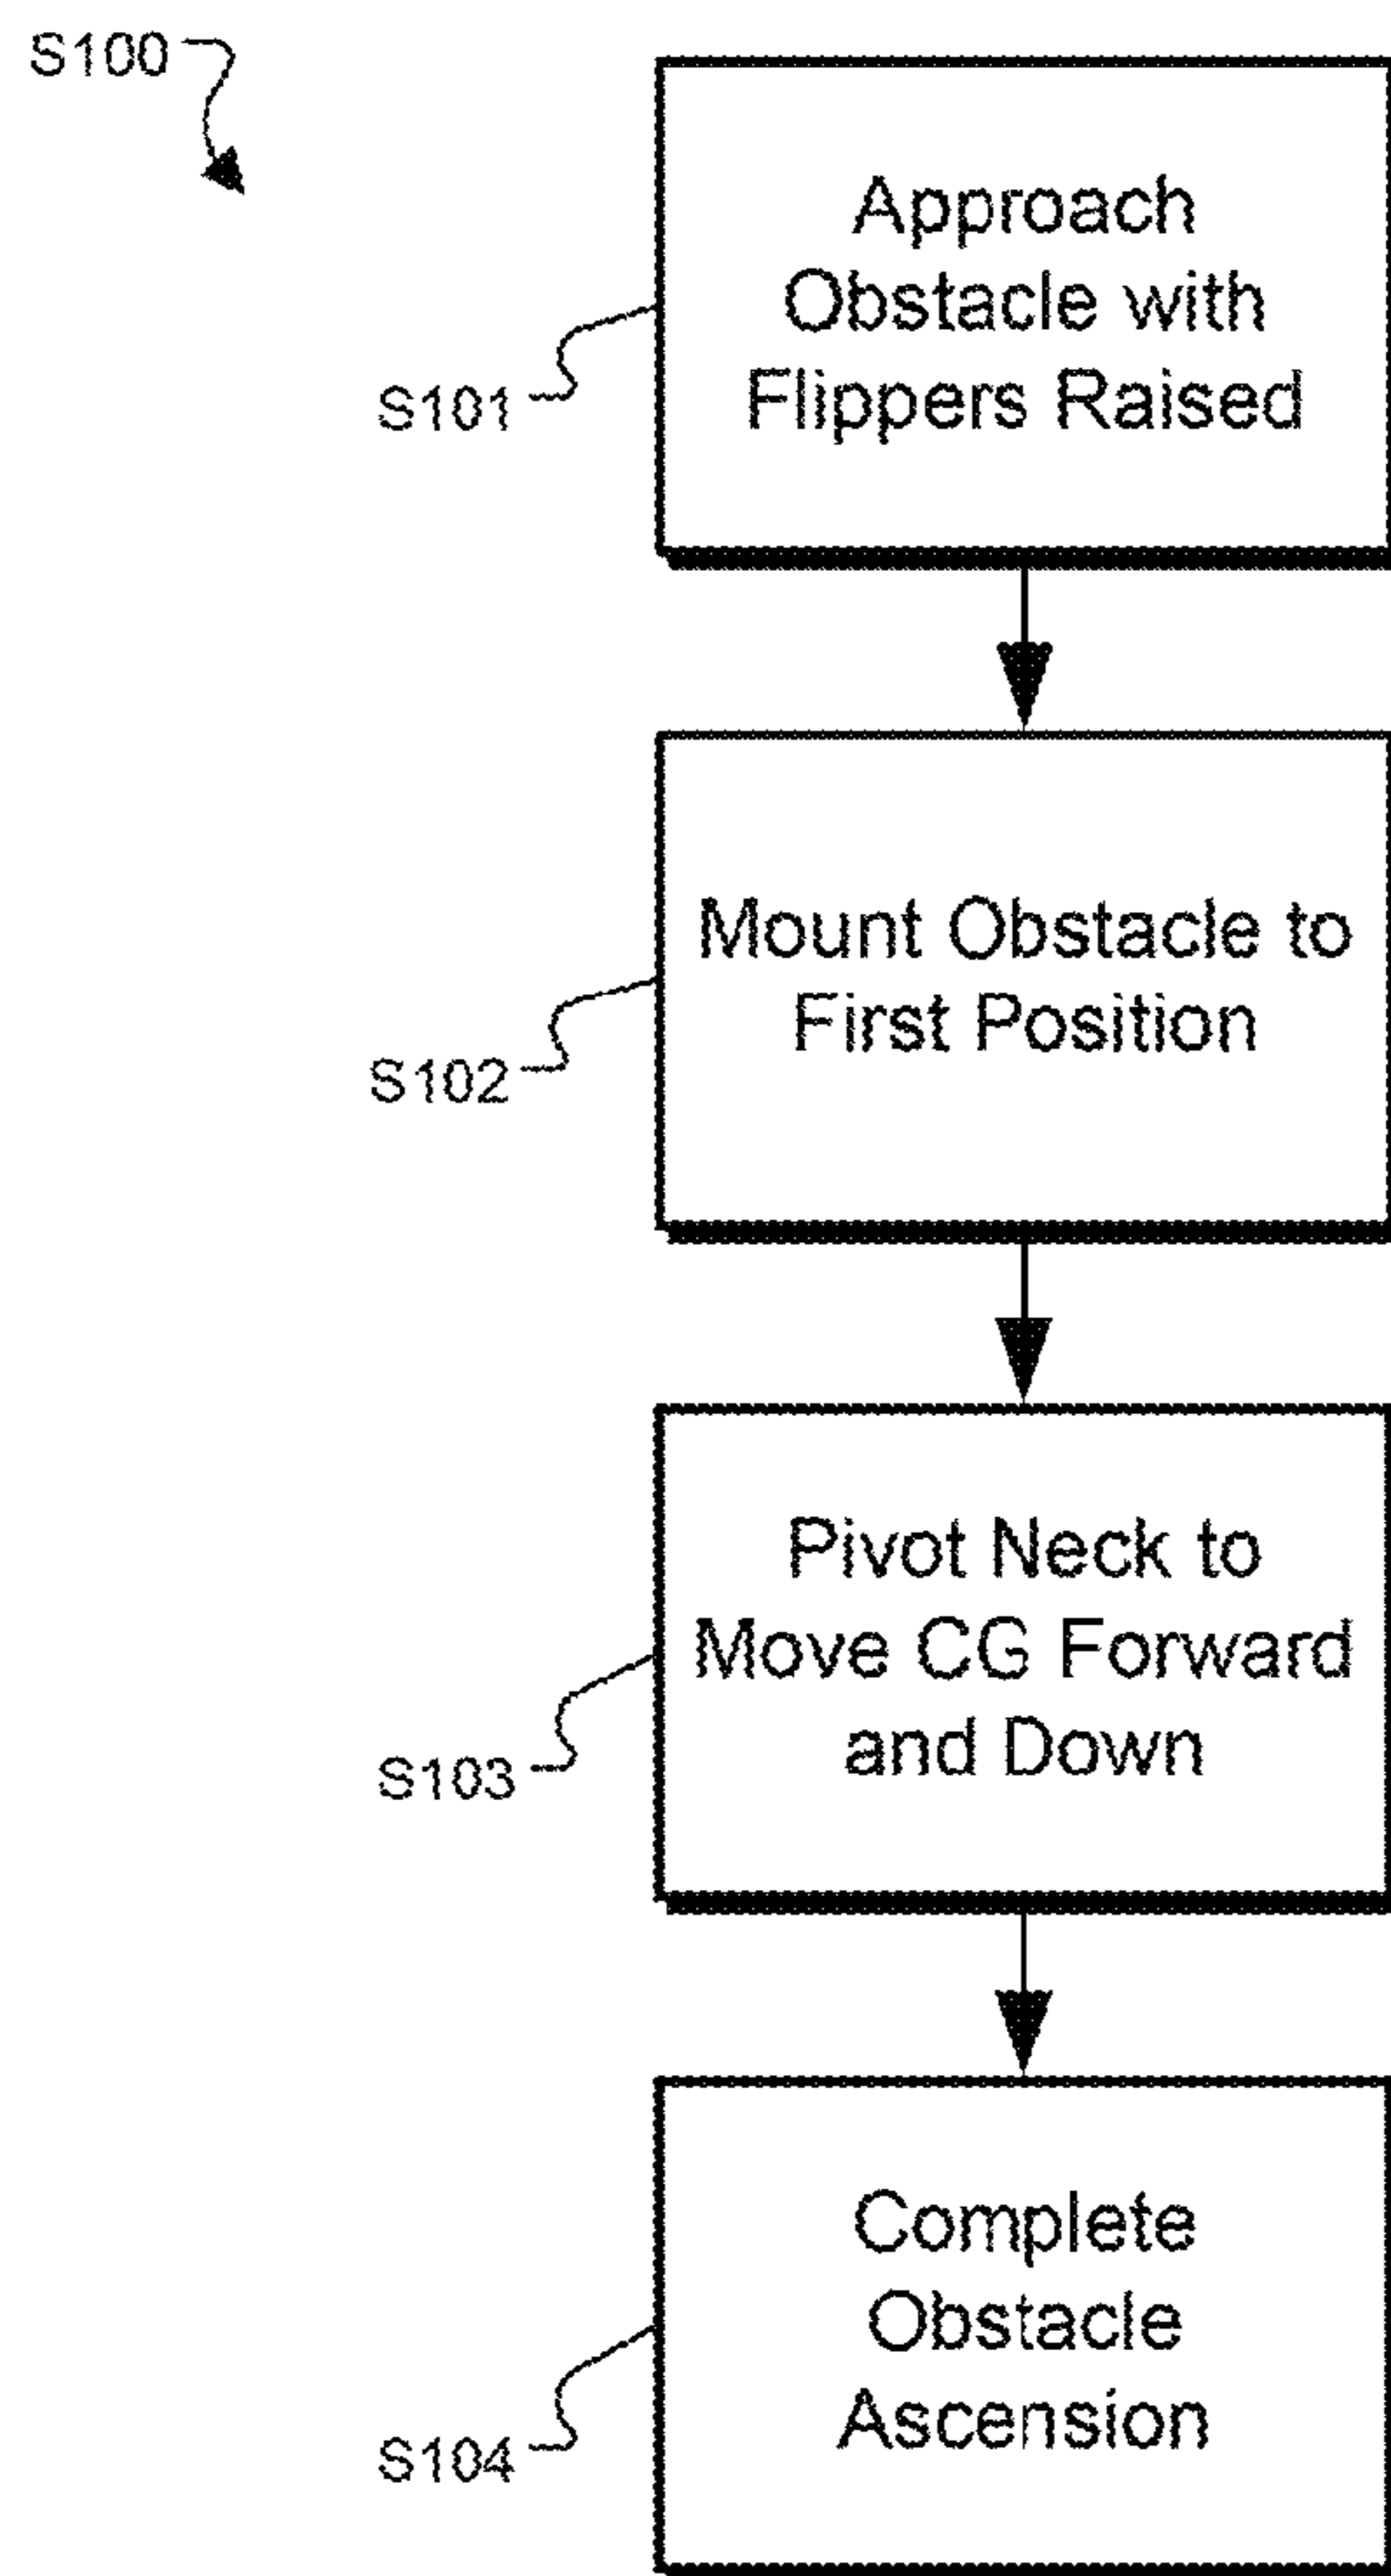 S100
Approach
Obstacle with
Flippers Raised
S101
Mount Obstacle to
First Position
S102
Pivot Neck to
Move CG Forward
and Down
S103
Complete
Obstacle
Ascension
S104